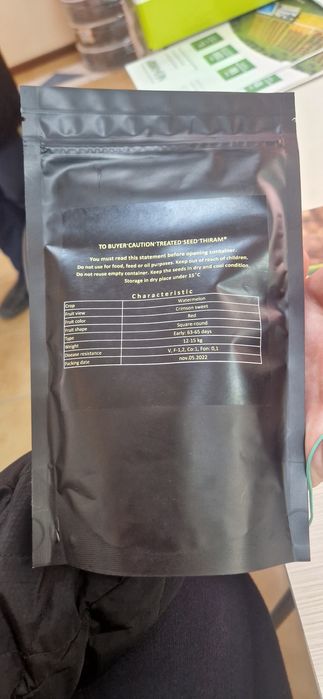 TO BUYER'CAUTION'TREATED'SEED'THIRAM®
You must read this statement before opening container.
Do not use for food, feed or oil purposes. Keep out of reach of children,
Do not reuse empty container. Keep the seeds in dry and cool condition.
Storage in dry place under 15°C
Characteristic
Crop Watermelon
Fruit view Crimson sweet
Fruit color Red
Fruit shape Square-round
Type Early: 63-65 days
Weight 12-15 kg
Disease resistance V, F-1,2, Co:1, Fon: 0,1
Packing date nov.05.2022